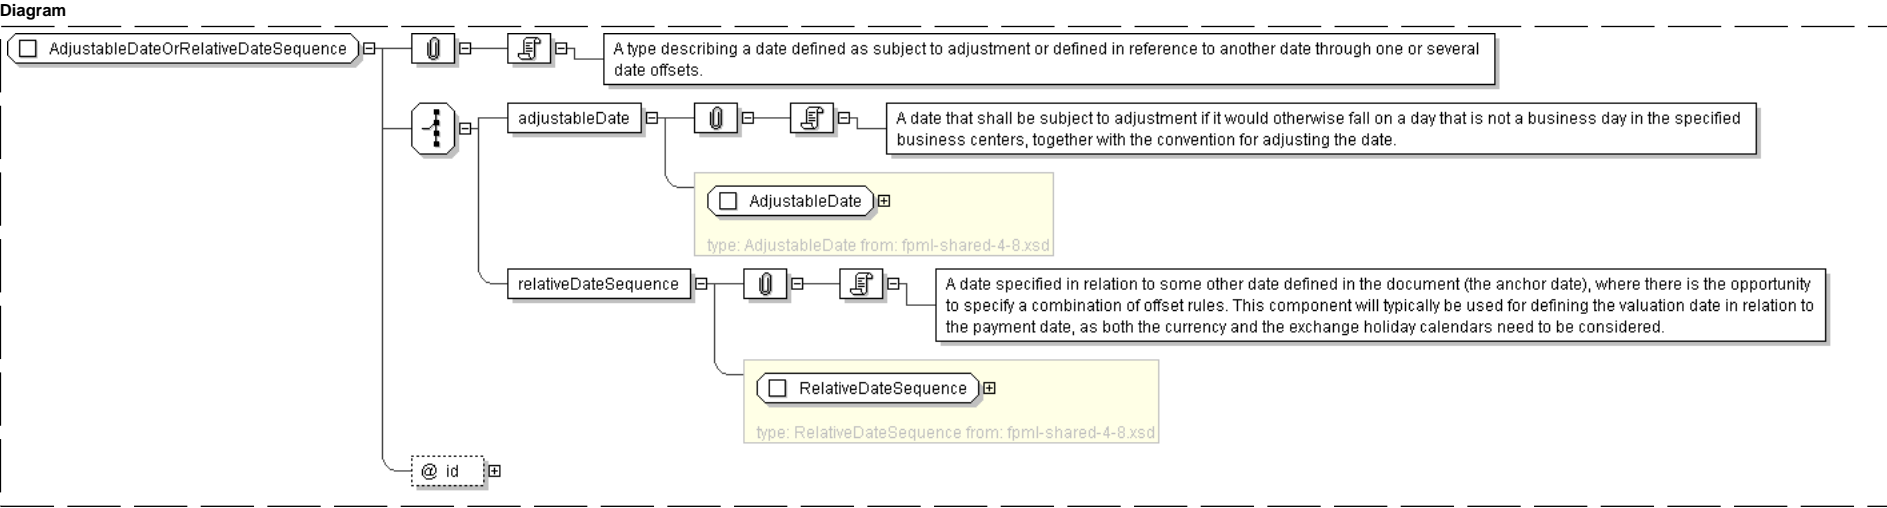 Diagram
AdjustableDateOrRelativeDateSequence
A type describing a date defined as subject to adjustment or defined in reference to another date through one or several
date offsets.
adjustableDate
A date that shall be subject to adjustment if it would otherwise fall on a day that is not a business day in the specified
business centers, together with the convention for adjusting the date.
AdjustableDate
type: AdjustableDate from: fpml-shared-4-8.xsd
relativeDateSequence
A date specified in relation to some other date defined in the document (the anchor date), where there is the opportunity
to specify a combination of offset rules. This component will typically be used for defining the valuation date in relation to
the payment date, as both the currency and the exchange holiday calendars need to be considered.
RelativeDateSequence
type: RelativeDateSequence from: fpml-shared-4-8.xsd
@ id